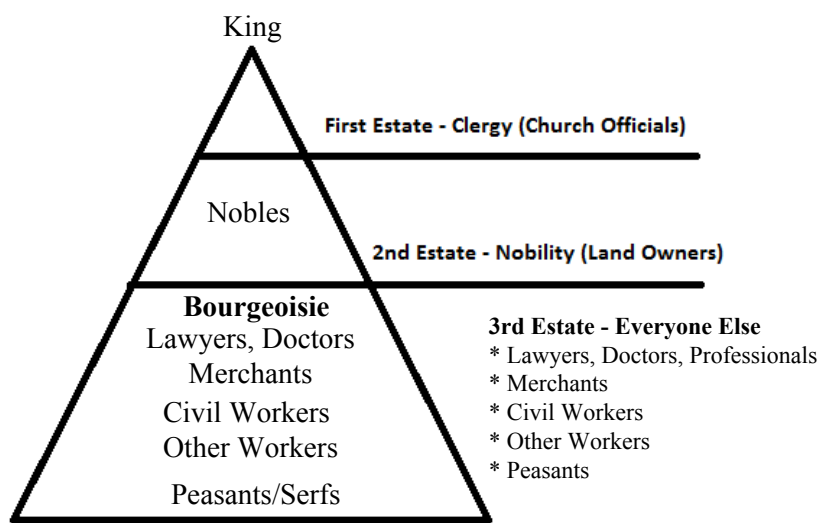 King
First Estate - Clergy (Church Officials)
Nobles
2nd Estate - Nobility (Land Owners)
Bourgeoisie
Lawyers, Doctors
Merchants
Civil Workers
Other Workers
Peasants/Serfs
3rd Estate - Everyone Else
* Lawyers, Doctors, Professionals
* Merchants
* Civil Workers
* Other Workers
* Peasants